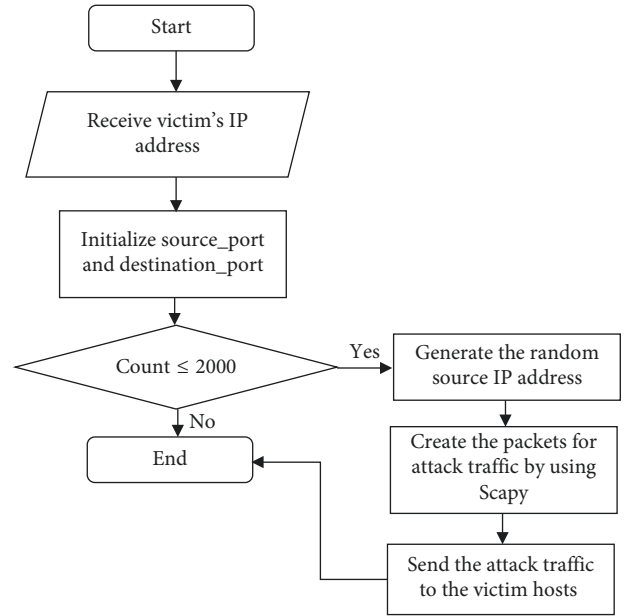 Start
Receive victim’s IP
address
Initialize source_port
and destination_port
Count ≤ 2000
Yes
Generate the random
source IP address
No
Create the packets for
attack traffic by using
Scapy
End
Send the attack traffic
to the victim hosts